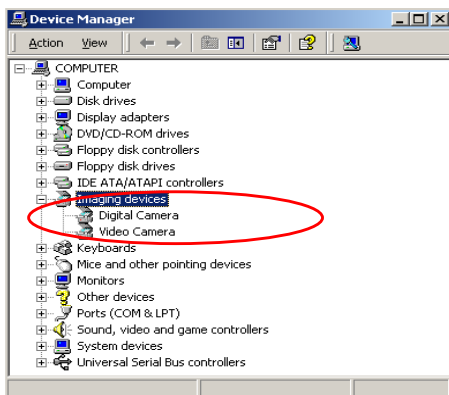 Device Manager
Action View
COMPUTER
Computer
Disk drives
Display adapters
DVD/CD-ROM drives
Floppy disk controllers
Floppy disk drives
IDE ATA/ATAPI controllers
Imaging devices
Digital Camera
Video Camera
Keyboards
Mice and other pointing devices
Monitors
Other devices
Ports (COM & LPT)
Sound, video and game controllers
System devices
Universal Serial Bus controllers